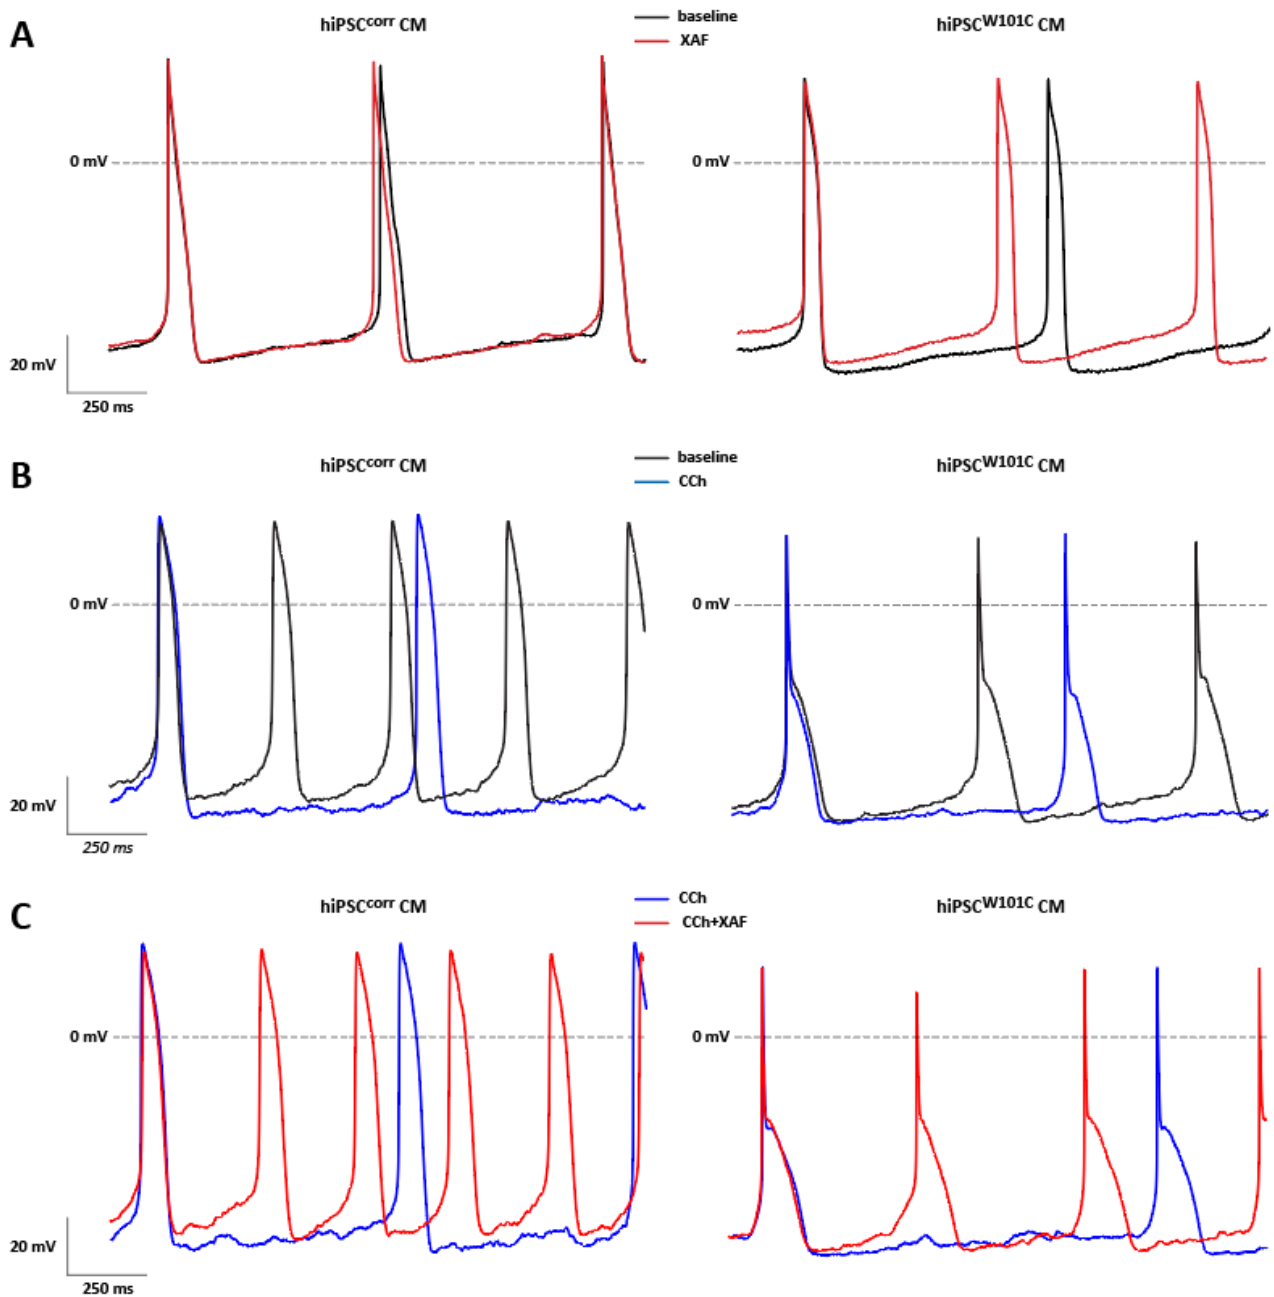 A
hiPSCcorr CM
baseline
XAF
hiPSCW101C CM
0 mV
0 mV
20 mV
250 ms
B
hiPSCcorr CM
baseline
CCh
hiPSCW101C CM
0 mV
0 mV
20 mV
250 ms
C
hiPSCcorr CM
CCh
CCh+XAF
hiPSCW101C CM
0 mV
0 mV
20 mV
250 ms